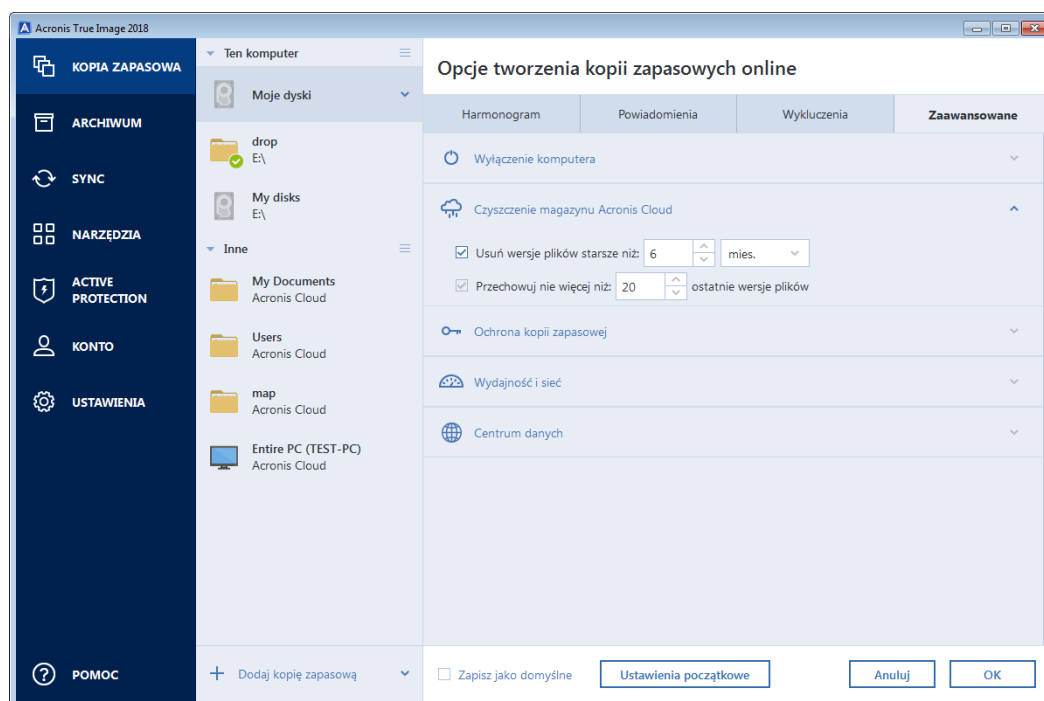 Acronis True Image 2018
KOPIA ZAPASOWA
ARCHIWUM
SYNC
NARZĘDZIA
ACTIVE
PROTECTION
KONTO
USTAWIENIA
POMOC
Ten komputer
Moje dyski
drop
E:\
My disks
E:\
Inne
My Documents
Acronis Cloud
Users
Acronis Cloud
map
Acronis Cloud
Entire PC (TEST-PC)
Acronis Cloud
Dodaj kopię zapasową
Opcje tworzenia kopii zapasowych online
Harmonogram Powiadomienia Wykluczenia Zaawansowane
Wyłączenie komputera
Czyszczenie magazynu Acronis Cloud
Usuń wersje plików starsze niż: 6 mies.
Przechowuj nie więcej niż: 20 ostatnie wersje plików
Ochrona kopii zapasowej
Wydajność i sieć
Centrum danych
Zapisz jako domyślne Ustawienia początkowe Anuluj OK